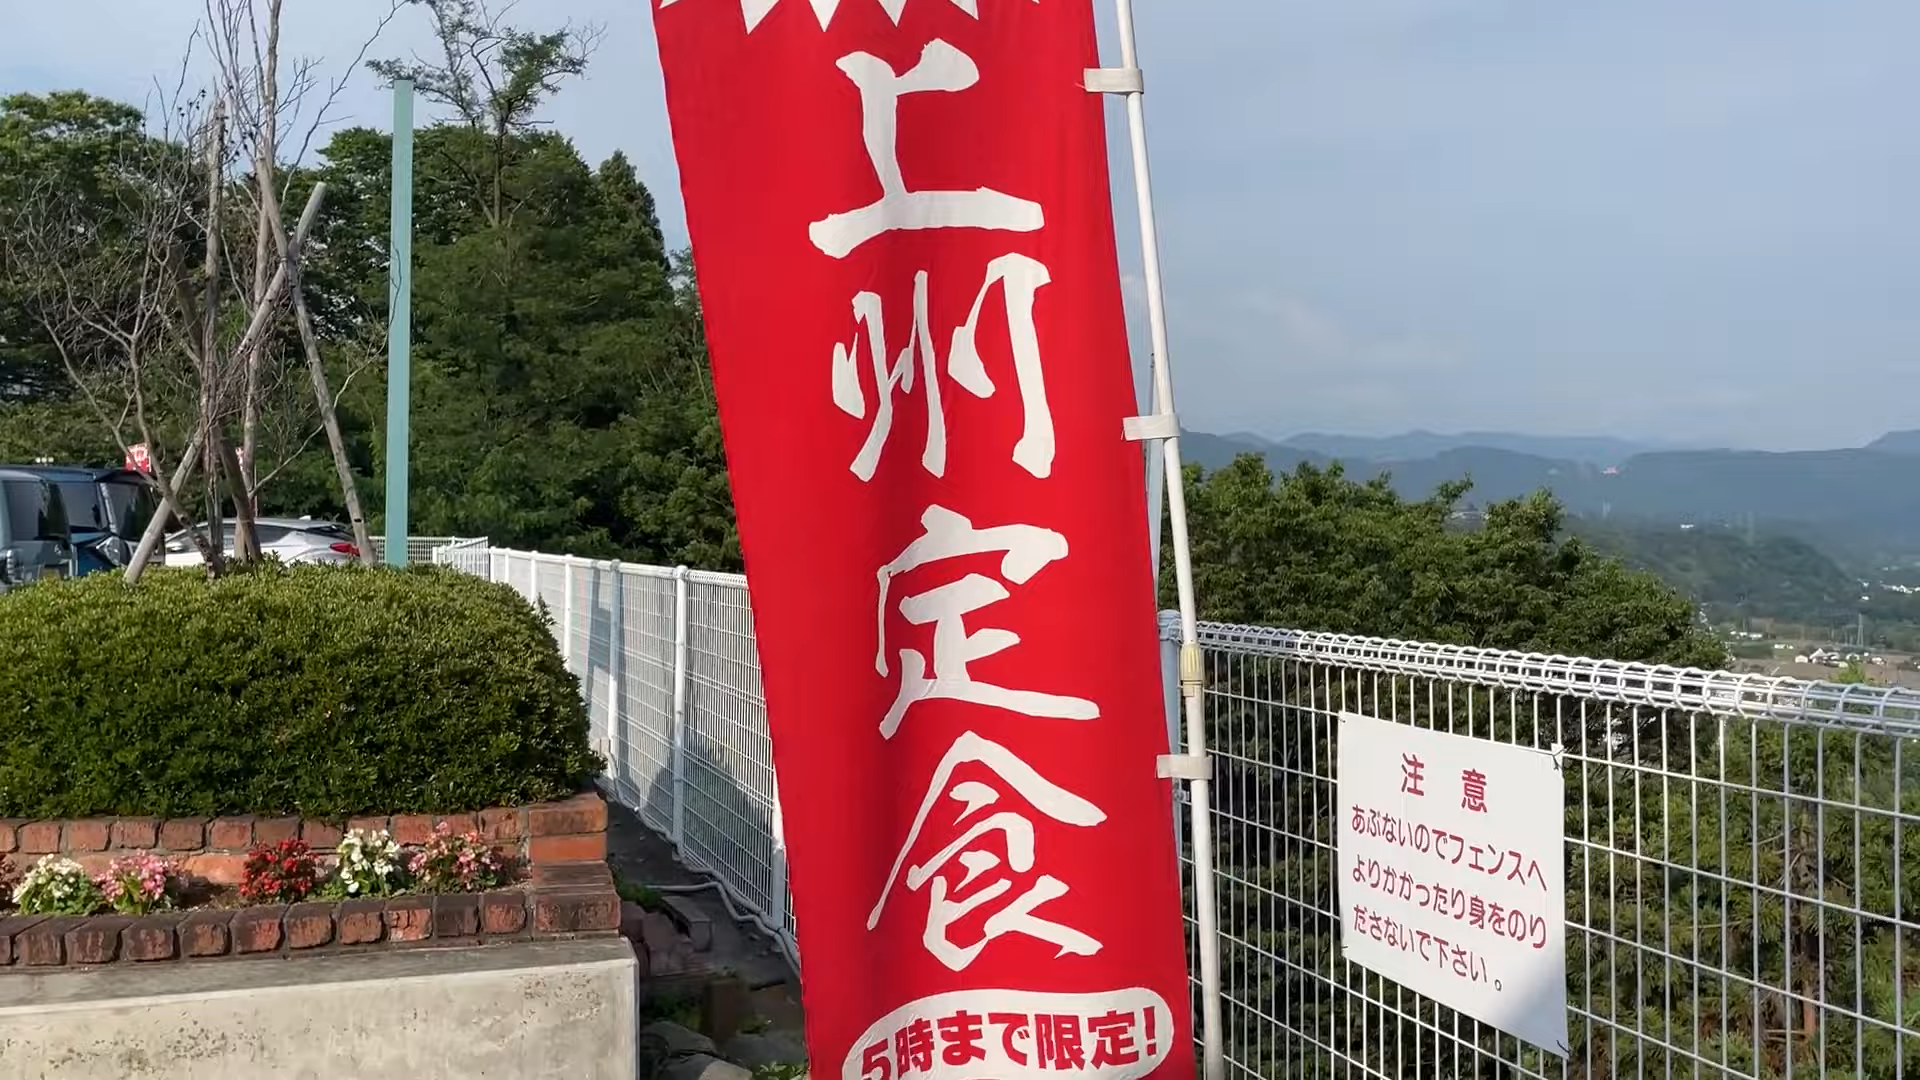 上州定食
5時まで限定!
注意
あぶないのでフェンスへ
よりかかったり身をのり
ださないで下さい。